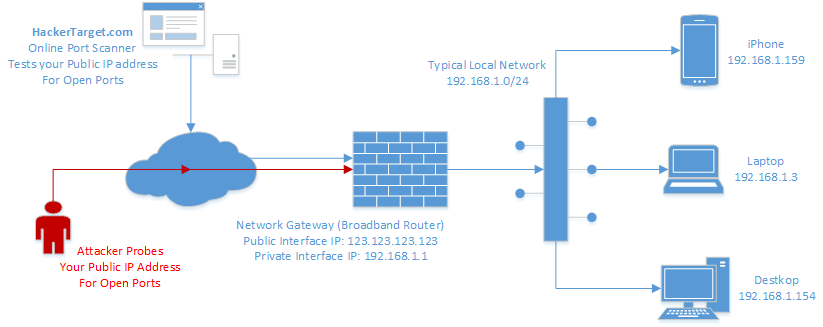 HackerTarget.com
Online Port Scanner
Tests your Public IP address
For Open Ports
Typical Local Network
192.168.1.0/24
iPhone
192.168.1.159
Laptop
192.168.1.3
Network Gateway (Broadband Router)
Public Interface IP: 123.123.123.123
Private Interface IP: 192.168.1.1
Attacker Probes
Your Public IP Address
For Open Ports
Destkop
192.168.1.154